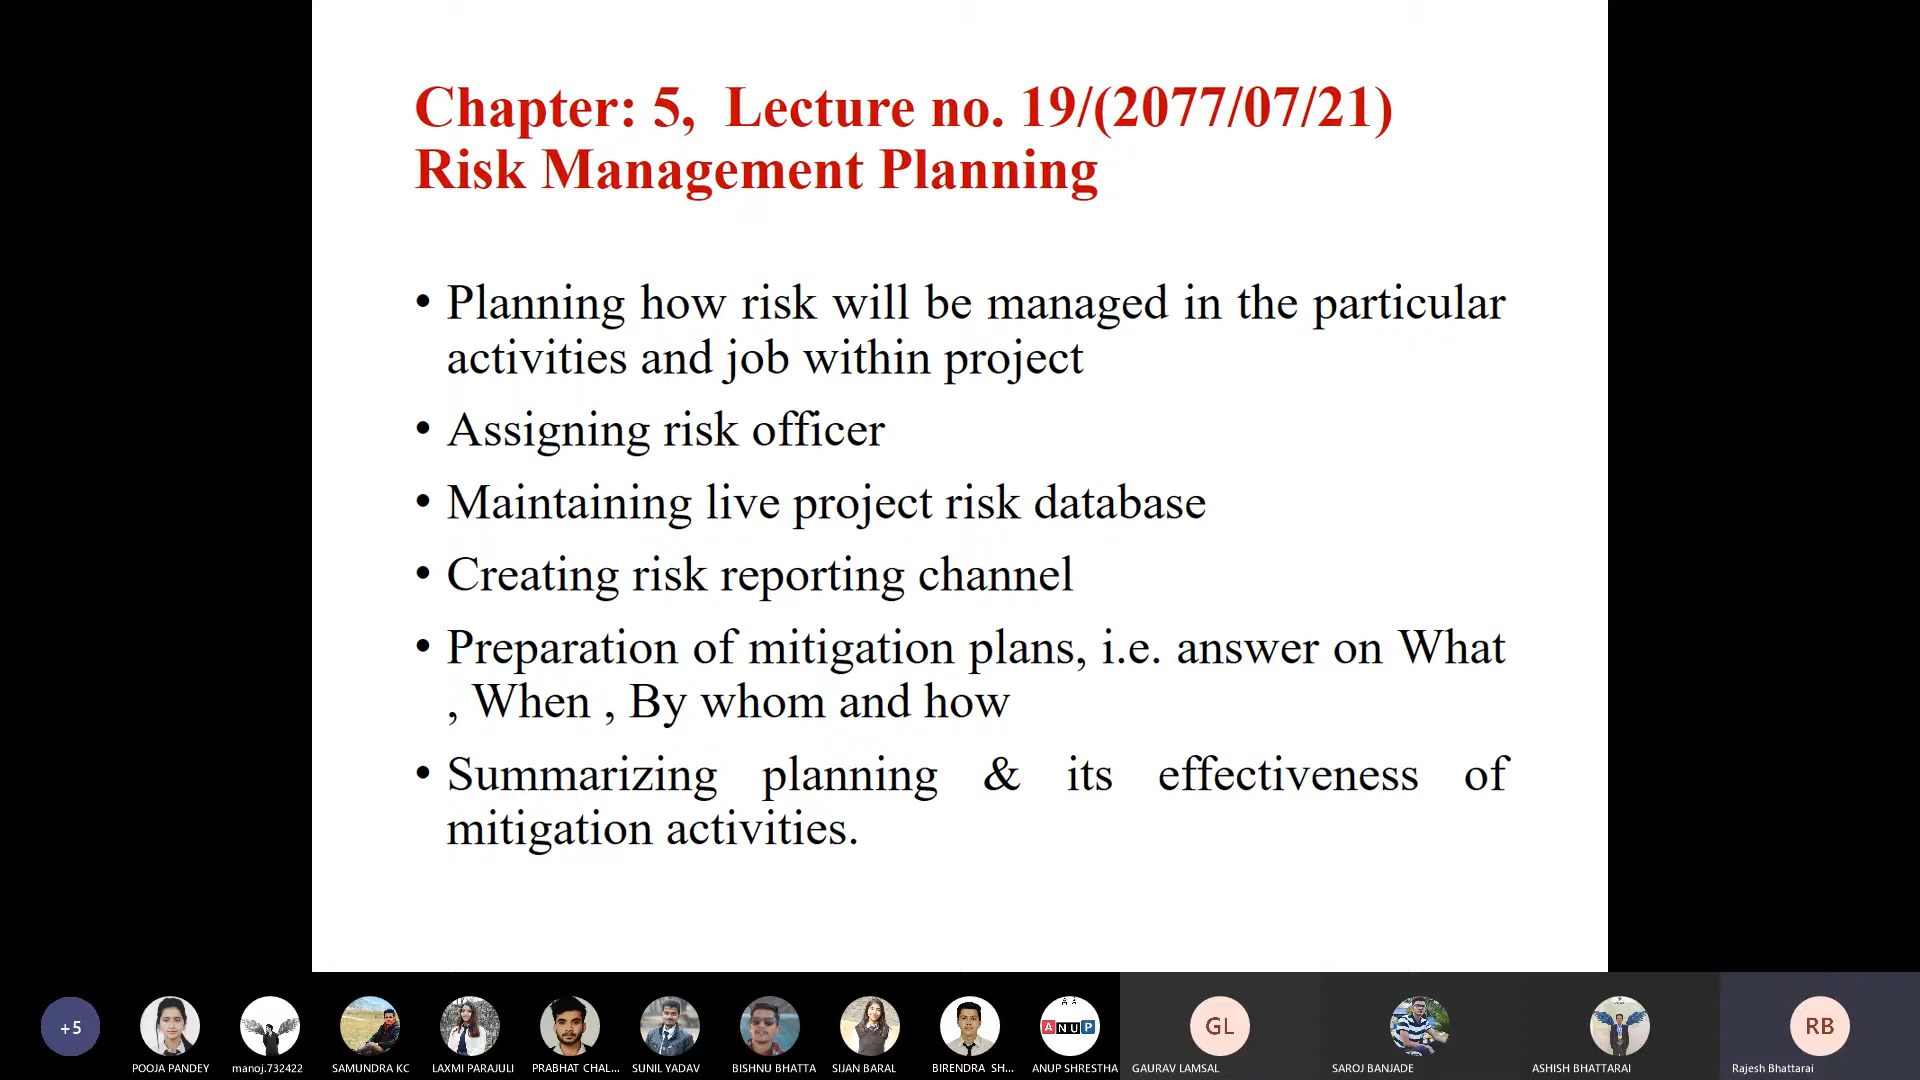 Chapter: 5, Lecture no. 19/(2077/07/21)
Risk Management Planning
• Planning how risk will be managed in the particular
activities and job within project
• Assigning risk officer
• Maintaining live project risk database
• Creating risk reporting channel
• Preparation of mitigation plans, i.e. answer on What
, When , By whom and how
• Summarizing planning & its effectiveness of
mitigation activities.
+5
ANUP
GL
RB
POOJA PANDEY
manoj.732422
SAMUNDRA KC
LAXMI PARAJULI
PRABHAT CHAL...
SUNIL YADAV
BISHNU BHATTA
SIJAN BARAL
BIRENDRA SH...
ANUP SHRESTHA
GAURAV LAMSAL
SAROJ BANJADE
ASHISH BHATTARAI
Rajesh Bhattarai